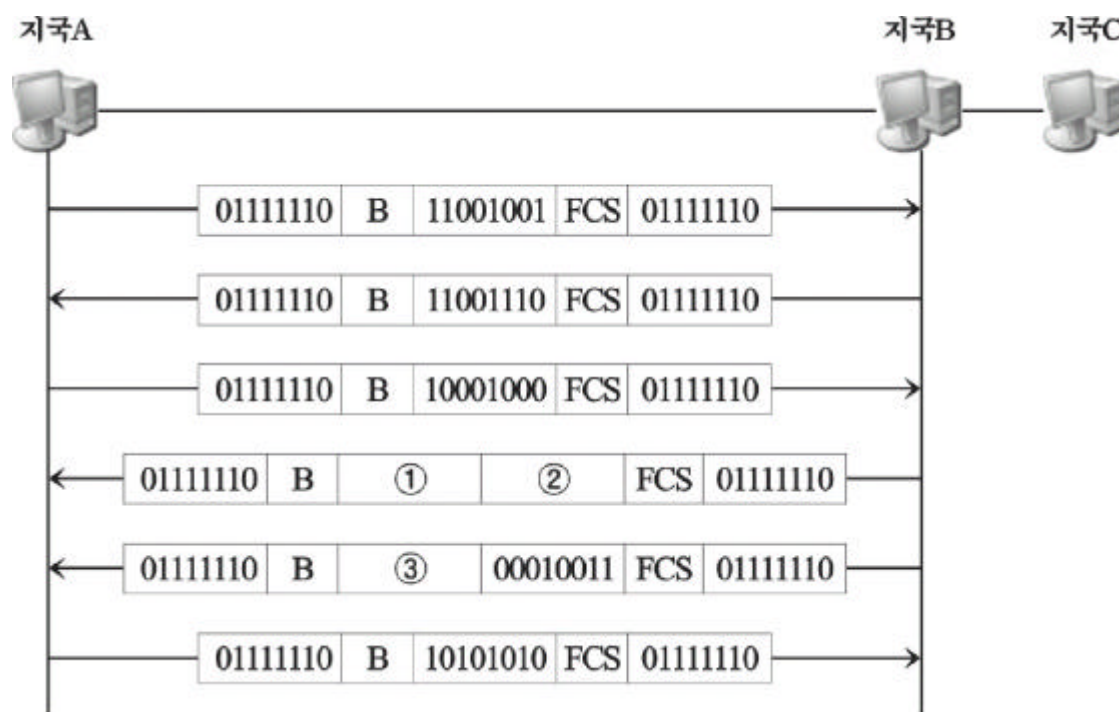 지국A 지국B 지국C
01111110 B 11001001 FCS 01111110
01111110 B 11001110 FCS 01111110
01111110 B 10001000 FCS 01111110
01111110 B ① ② FCS 01111110
01111110 B ③ 00010011 FCS 01111110
01111110 B 10101010 FCS 01111110